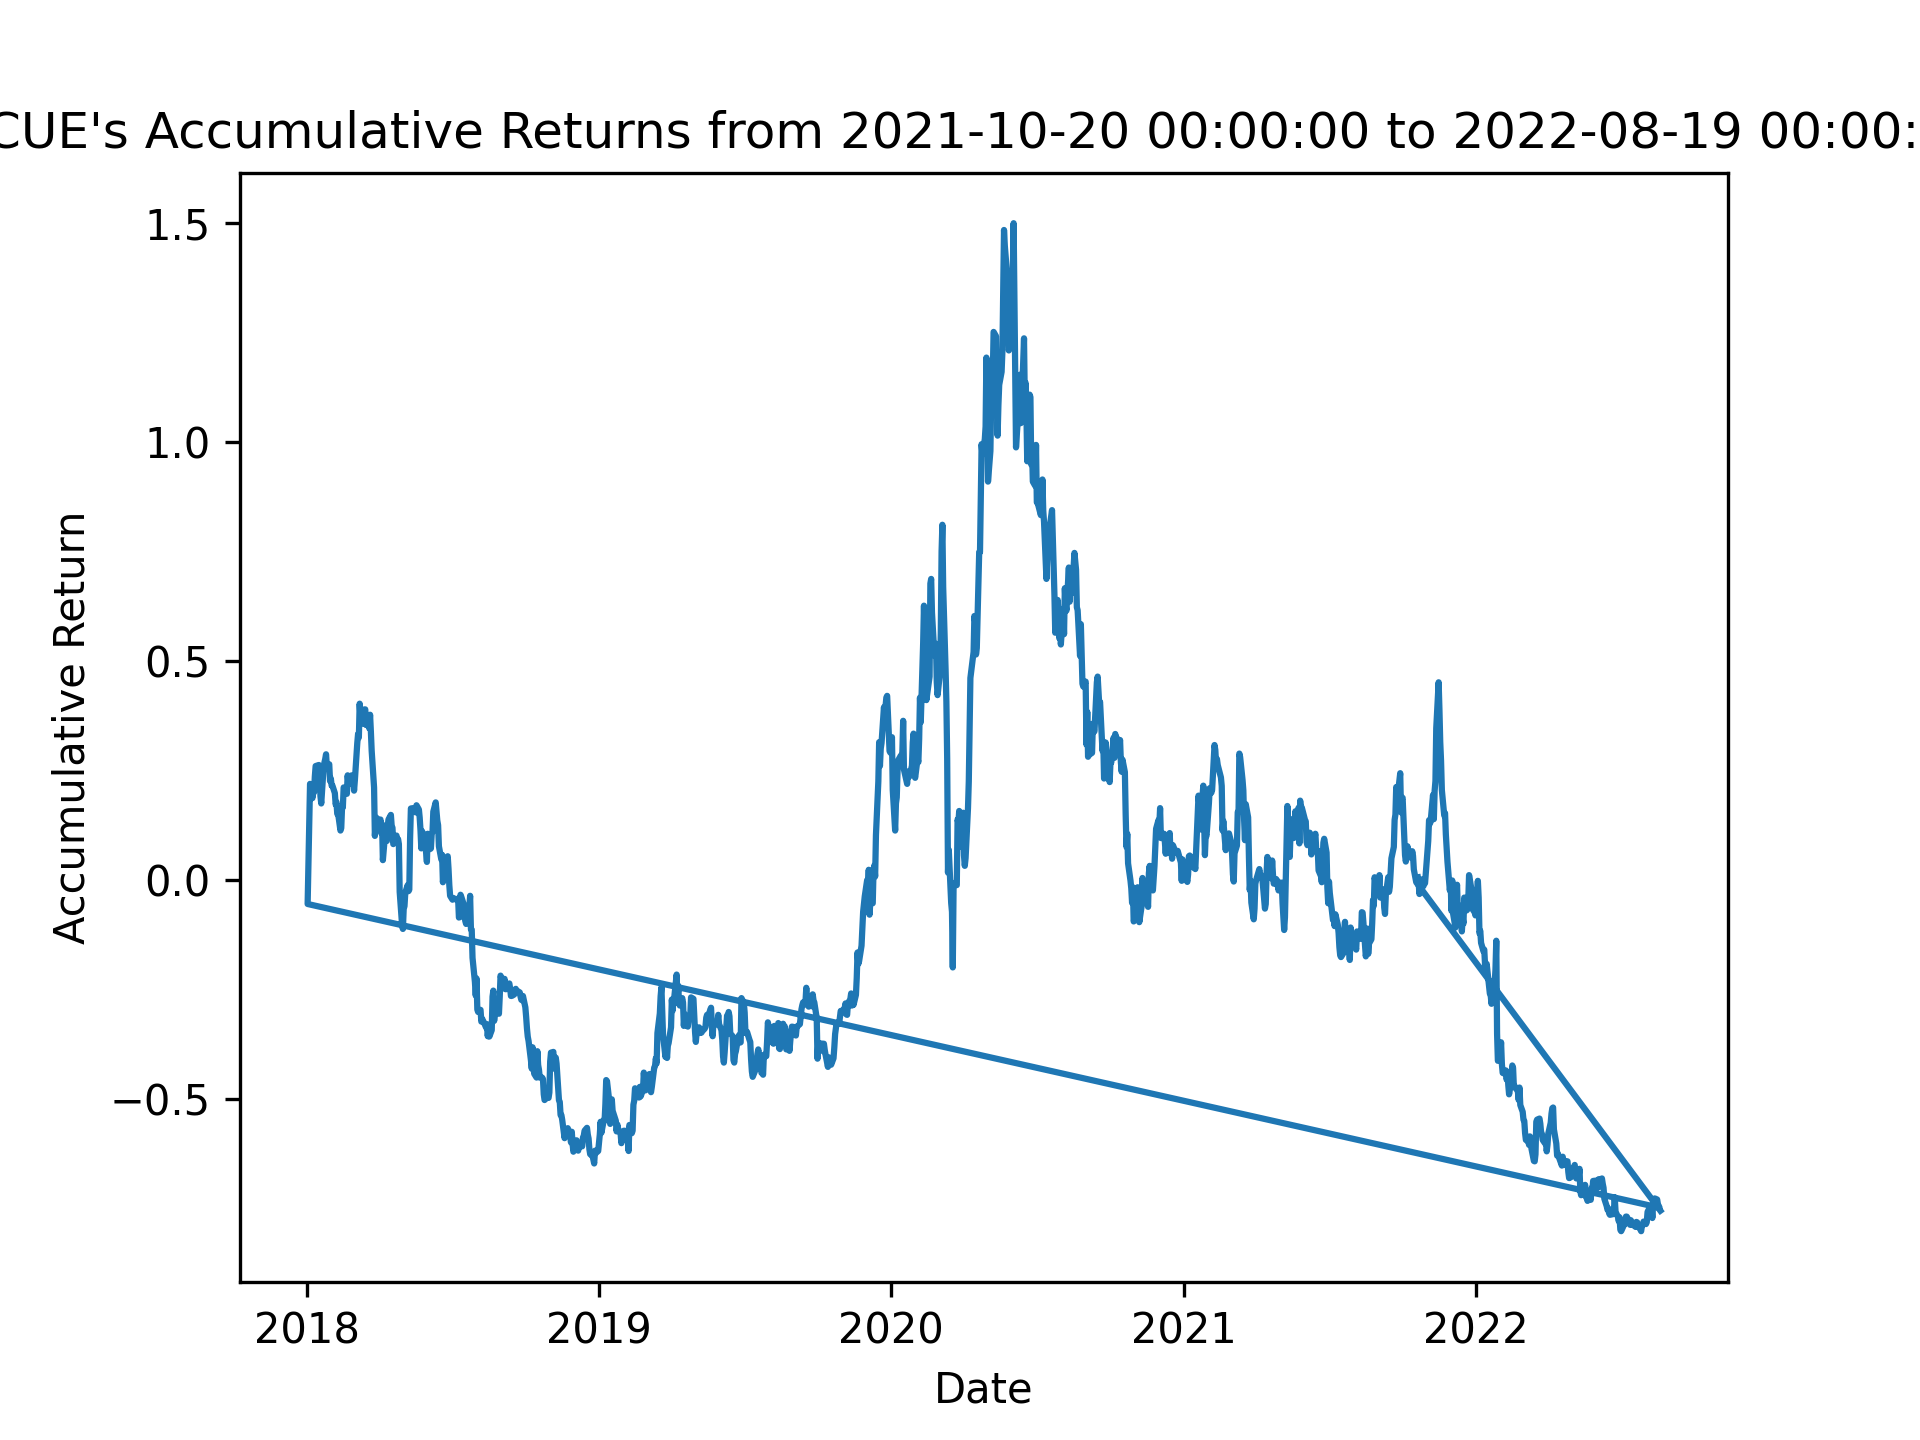 CUE's Accumulative Returns from 2021-10-20 00:00:00 to 2022-08-19 00:00:
1.5
1.0
0.5
0.0
−0.5
Accumulative Return
2018 2019 2020 2021 2022
Date